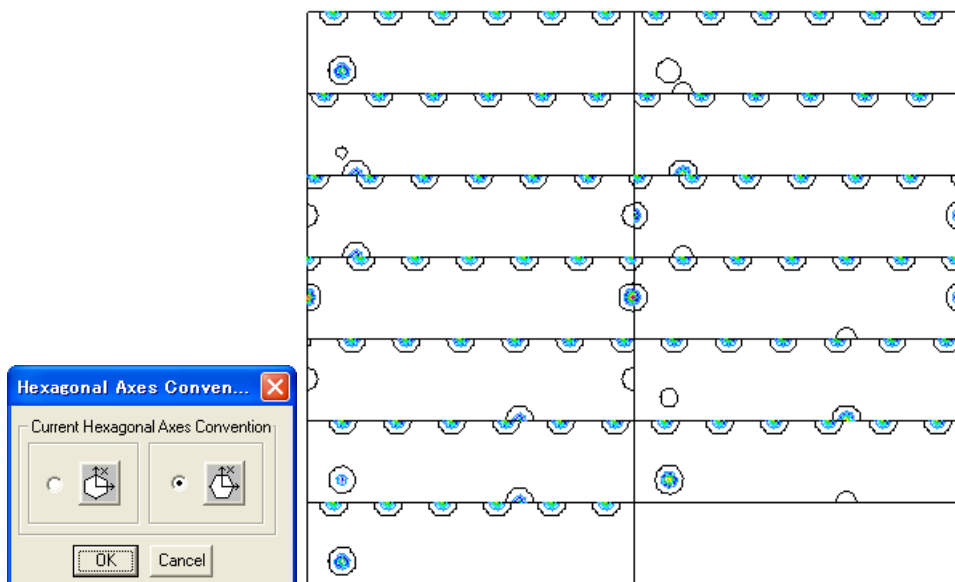 Hexagonal Axes Conven...
Current Hexagonal Axes Convention
X X
OK Cancel